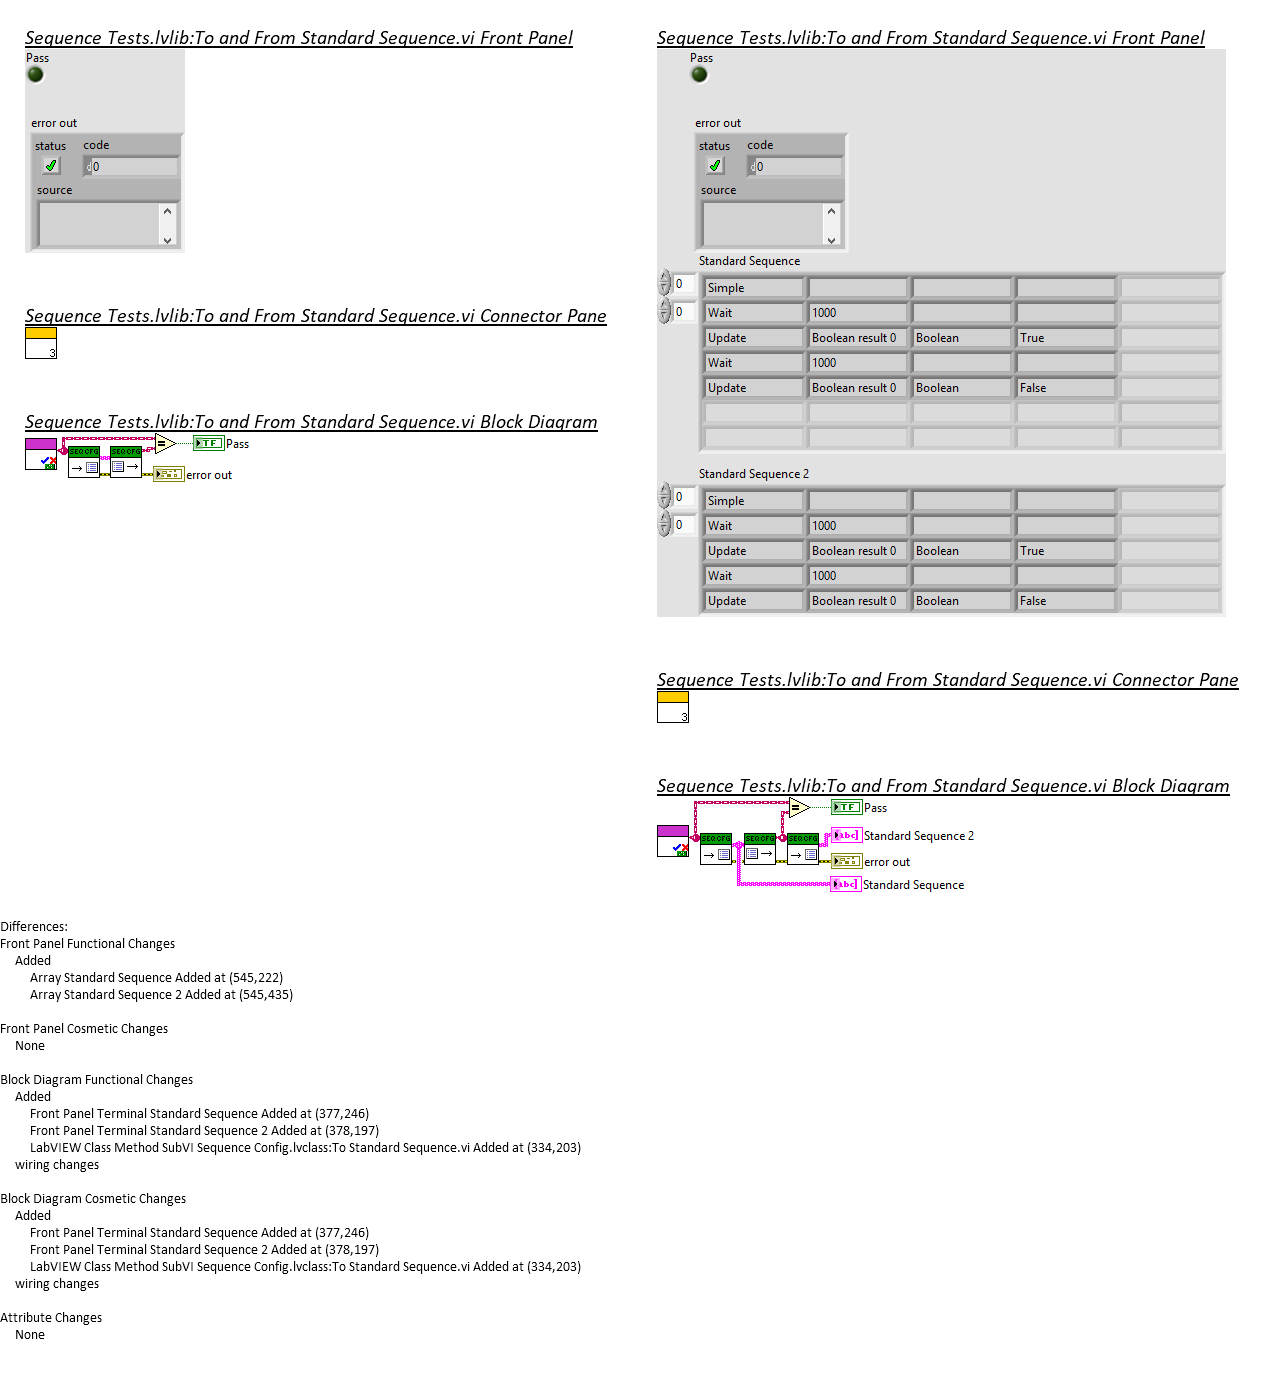 Sequence Tests.lvlib:To and From Standard Sequence.vi Front Panel
Pass
error out
status code
0
source
Sequence Tests.lvlib:To and From Standard Sequence.vi Connector Pane
3
Sequence Tests.lvlib:To and From Standard Sequence.vi Block Diagram
SEQ CFG SEQ CFG
TF Pass
error out
Sequence Tests.lvlib:To and From Standard Sequence.vi Front Panel
Pass
error out
status code
0
source
Standard Sequence
0 Simple
0 Wait 1000
Update Boolean result 0 Boolean True
Wait 1000
Update Boolean result 0 Boolean False
Standard Sequence 2
0 Simple
0 Wait 1000
Update Boolean result 0 Boolean True
Wait 1000
Update Boolean result 0 Boolean False
Sequence Tests.lvlib:To and From Standard Sequence.vi Connector Pane
3
Sequence Tests.lvlib:To and From Standard Sequence.vi Block Diagram
TF Pass
SEQ CFG SEQ CFG SEQ CFG
abc Standard Sequence 2
error out
abc Standard Sequence
Differences:
Front Panel Functional Changes
Added
Array Standard Sequence Added at (545,222)
Array Standard Sequence 2 Added at (545,435)
Front Panel Cosmetic Changes
None
Block Diagram Functional Changes
Added
Front Panel Terminal Standard Sequence Added at (377,246)
Front Panel Terminal Standard Sequence 2 Added at (378,197)
LabVIEW Class Method SubVI Sequence Config.lvclass:To Standard Sequence.vi Added at (334,203)
wiring changes
Block Diagram Cosmetic Changes
Added
Front Panel Terminal Standard Sequence Added at (377,246)
Front Panel Terminal Standard Sequence 2 Added at (378,197)
LabVIEW Class Method SubVI Sequence Config.lvclass:To Standard Sequence.vi Added at (334,203)
wiring changes
Attribute Changes
None